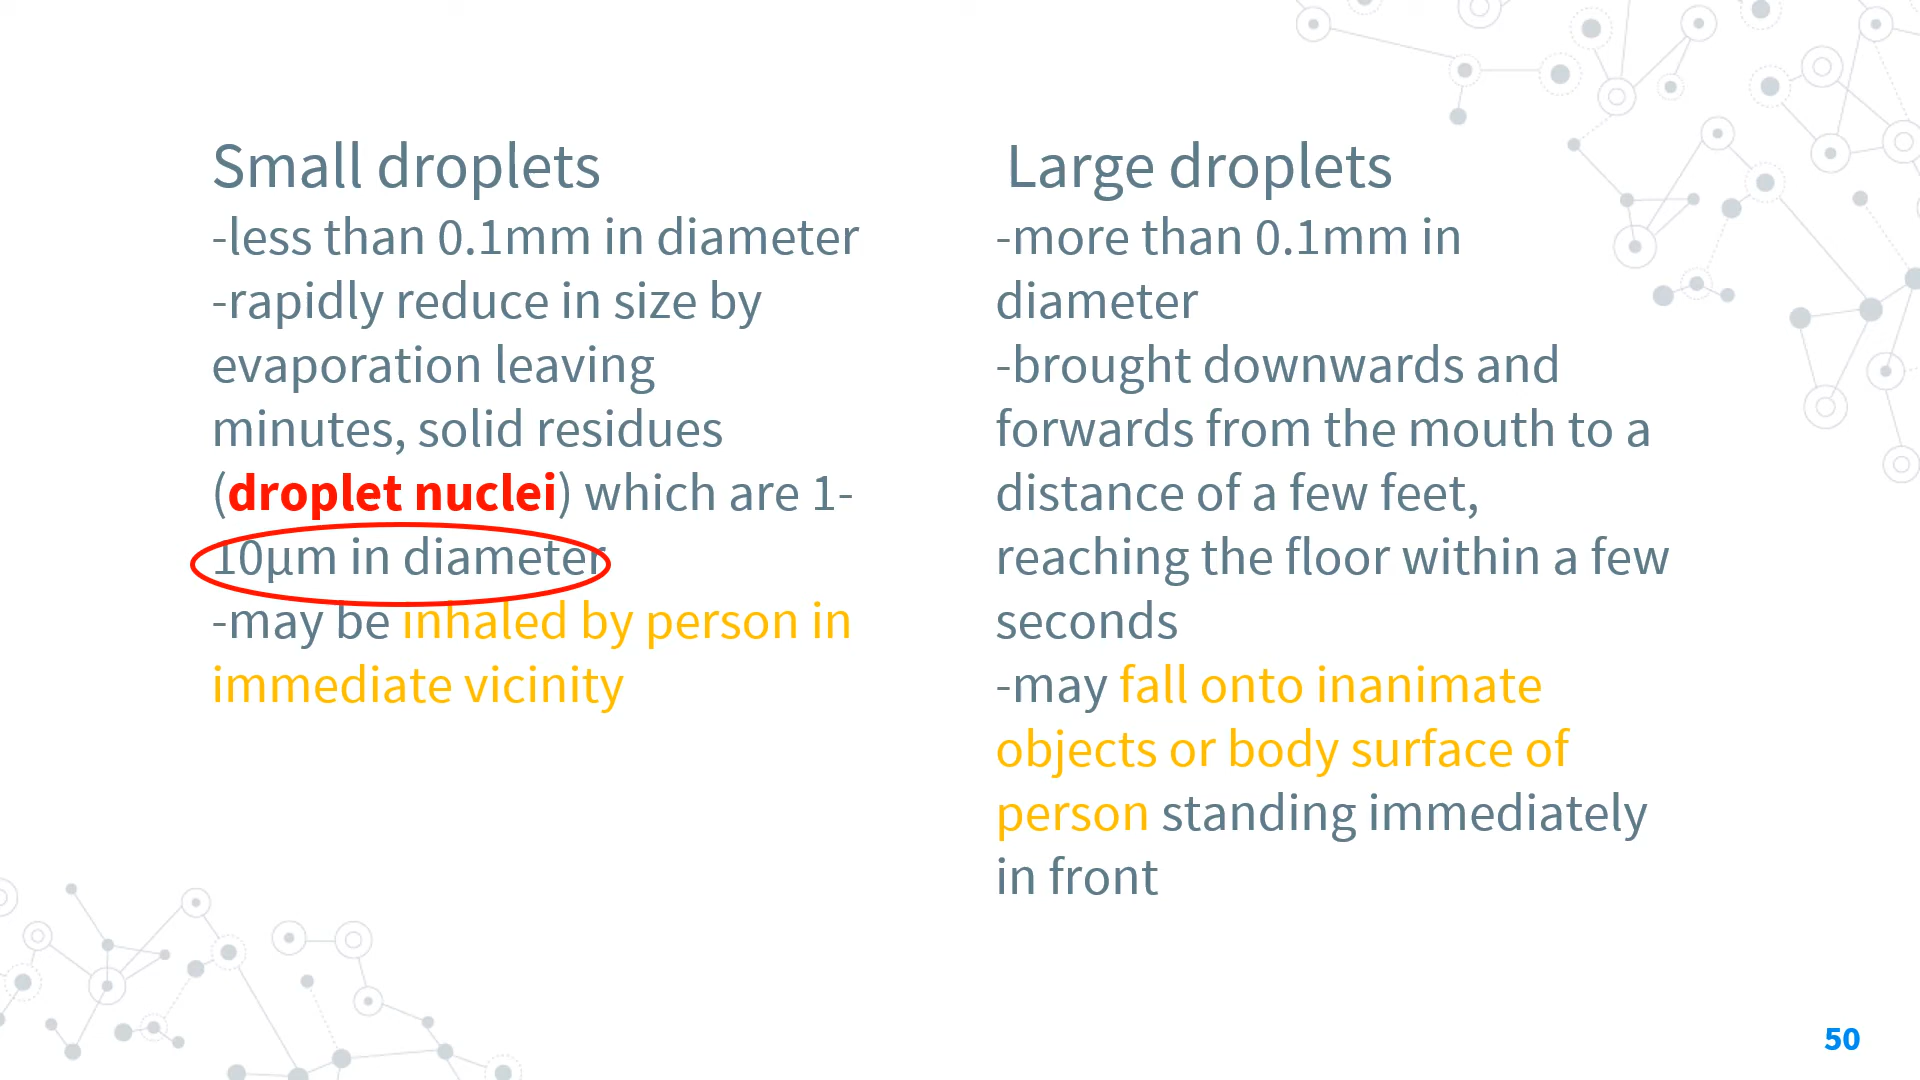 Small droplets
-less than 0.1mm in diameter
-rapidly reduce in size by
evaporation leaving
minutes, solid residues
(droplet nuclei) which are 1-
10µm in diameter
-may be inhaled by person in
immediate vicinity
Large droplets
-more than 0.1mm in
diameter
-brought downwards and
forwards from the mouth to a
distance of a few feet,
reaching the floor within a few
seconds
-may fall onto inanimate
objects or body surface of
person standing immediately
in front
50